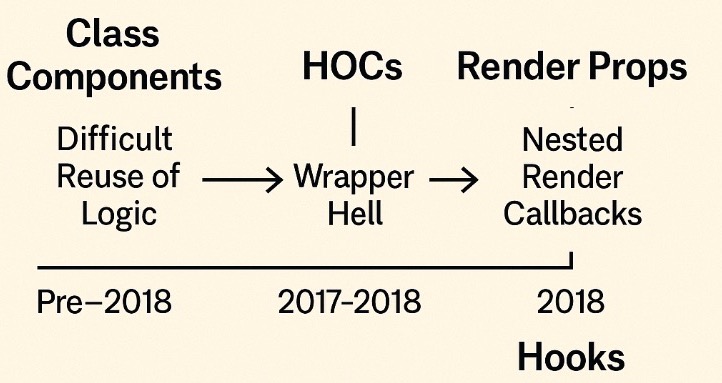 Class
Components
HOCs
Render Props
Difficult
Reuse of
Logic
Wrapper
Hell
Nested
Render
Callbacks
Pre–2018
2017–2018
2018
Hooks